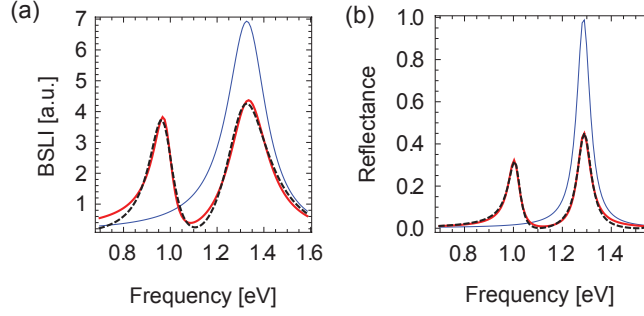 (a)
7
6
5
4
3
2
1
BSLI [a.u.]
0.8 1.0 1.2 1.4 1.6
Frequency [eV]
(b)
1.0
0.8
0.6
0.4
0.2
0.0
Reflectance
0.8 1.0 1.2 1.4
Frequency [eV]